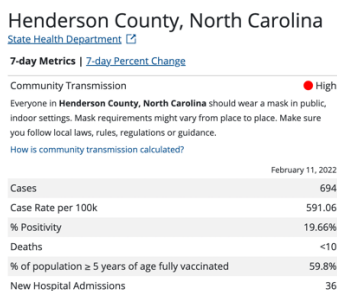 Henderson County, North Carolina
State Health Department
7-day Metrics | 7-day Percent Change
Community Transmission High
Everyone in Henderson County, North Carolina should wear a mask in public,
indoor settings. Mask requirements might vary from place to place. Make sure
you follow local laws, rules, regulations or guidance.
How is community transmission calculated?
February 11, 2022
Cases 694
Case Rate per 100k 591.06
% Positivity 19.66%
Deaths <10
% of population ≥ 5 years of age fully vaccinated 59.8%
New Hospital Admissions 36